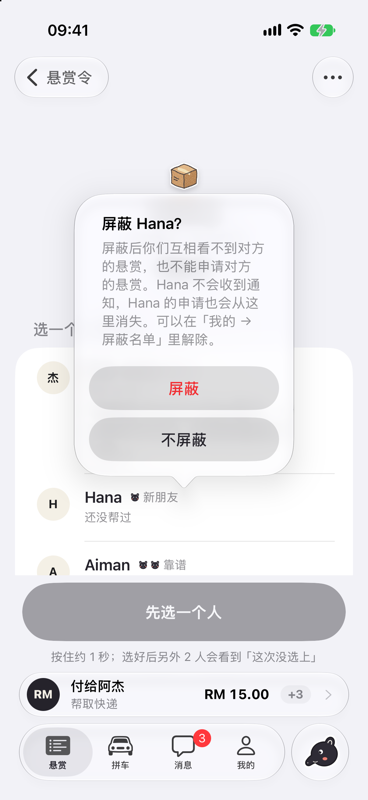 09:41
悬赏令
屏蔽 Hana?
屏蔽后你们互相看不到对方
的悬赏，也不能申请对方
的悬赏。Hana 不会收到通
知，Hana 的申请也会从这
里消失。可以在「我的 →
屏蔽名单」里解除。
选一个
杰
屏蔽
不屏蔽
H
Hana 新朋友
还没帮过
A
Aiman 靠谱
先选一个人
按住约 1 秒；选好后另外 2 人会看到「这次没选上」
RM
付给阿杰
帮取快递
RM 15.00
+3
3
悬赏
拼车
消息
我的